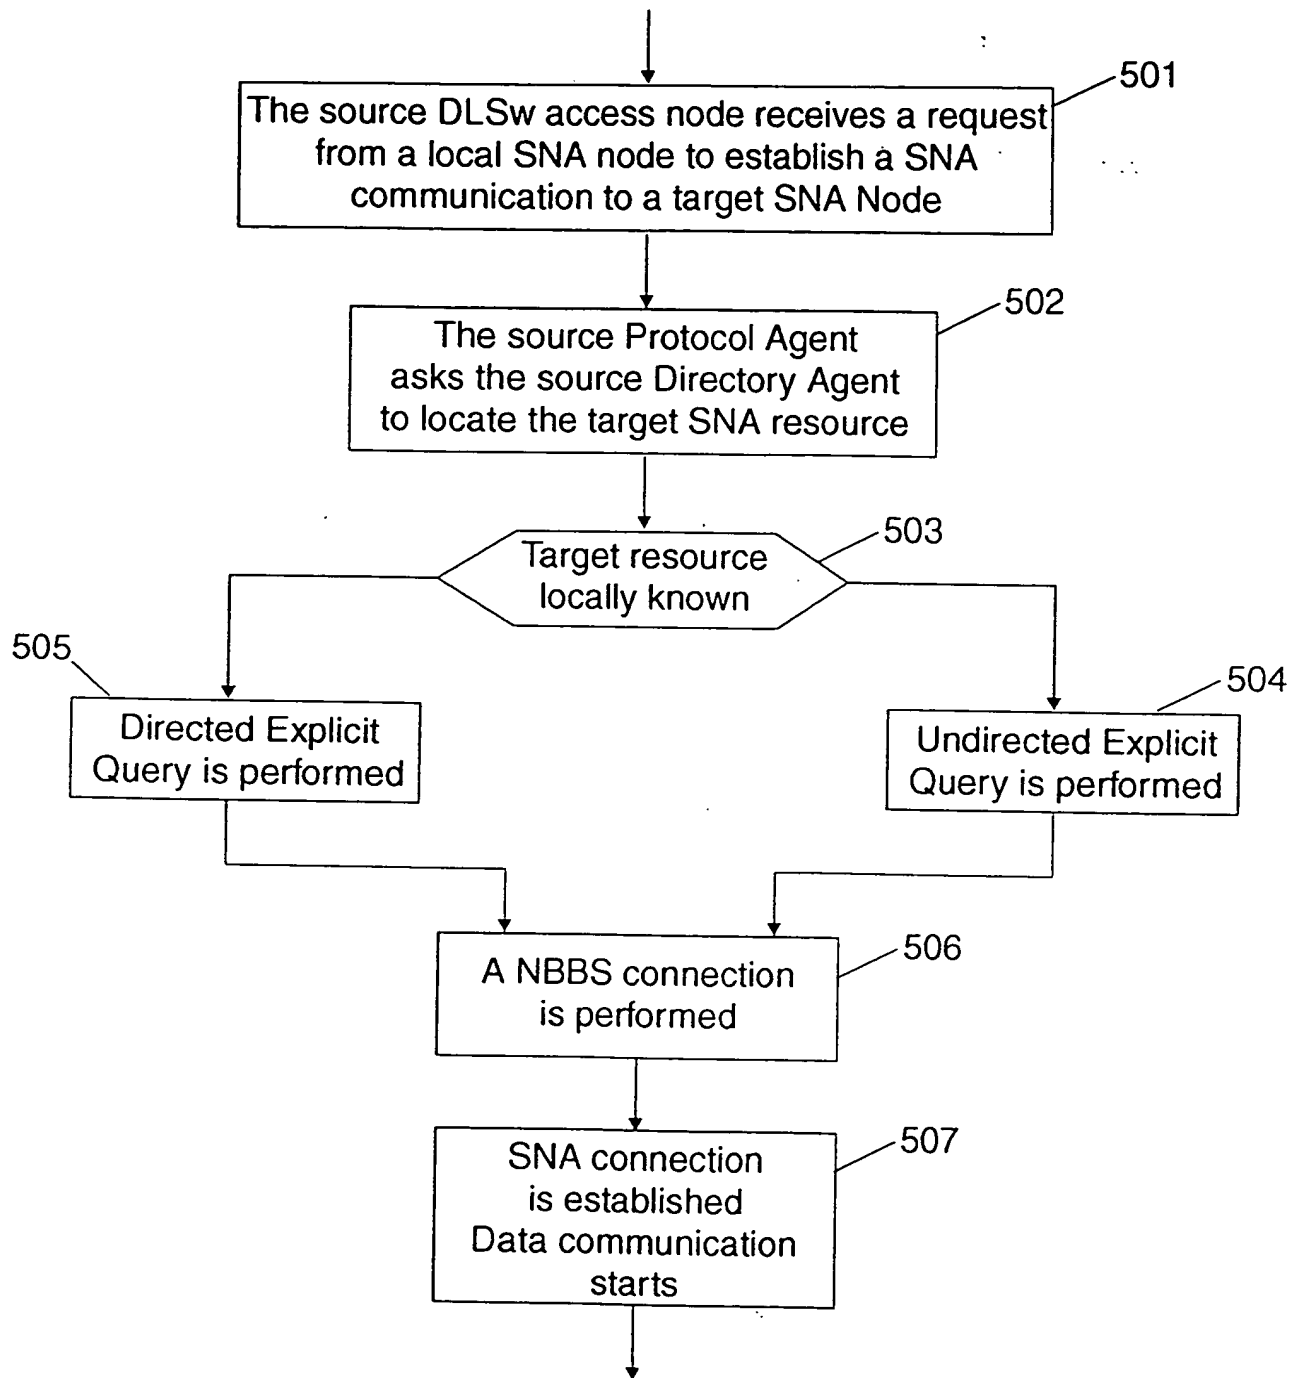 501
The source DLSw access node receives a request
from a local SNA node to establish a SNA
communication to a target SNA Node
502
The source Protocol Agent
asks the source Directory Agent
to locate the target SNA resource
503
Target resource
locally known
505
Directed Explicit
Query is performed
504
Undirected Explicit
Query is performed
506
A NBBS connection
is performed
507
SNA connection
is established
Data communication
starts